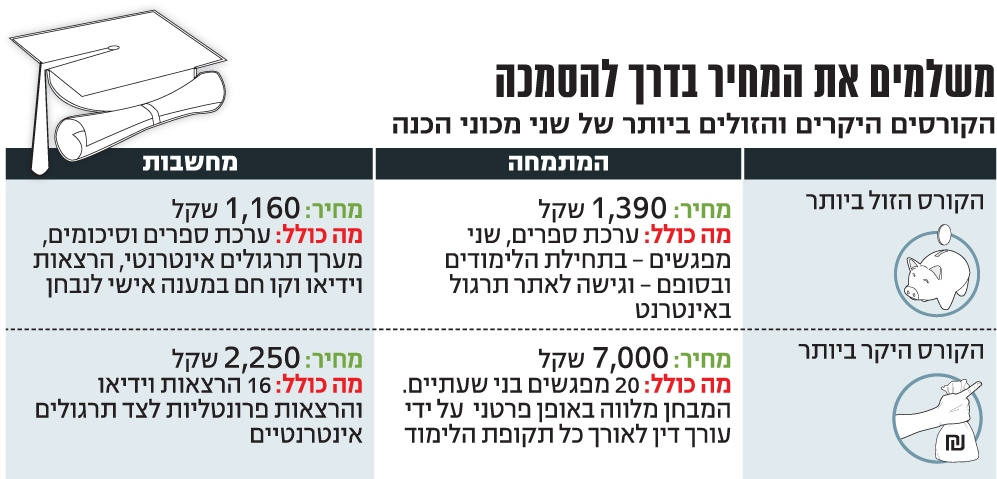 משלמים את המחיר בדרך להסמכה
הקורסים היקרים והזולים ביותר של שני מכוני הכנה
המתמחה
מחשבות
הקורס הזול ביותר
מחיר: 1,390 שקל
מה כולל: ערכת ספרים, שני
מפגשים – בתחילת הלימודים
ובסופם – וגישה לאתר תרגול
באינטרנט
מחיר: 1,160 שקל
מה כולל: ערכת ספרים וסיכומים,
מערך תרגולים אינטרנטי, הרצאות
וידיאו וקו חם במענה אישי לנבחן
הקורס היקר ביותר
₪
מחיר: 7,000 שקל
מה כולל: 20 מפגשים בני שעתיים.
המבחן מלווה באופן פרטני על ידי
עורך דין לאורך כל תקופת הלימוד
מחיר: 2,250 שקל
מה כולל: 16 הרצאות וידיאו
והרצאות פרונטליות לצד תרגולים
אינטרנטיים